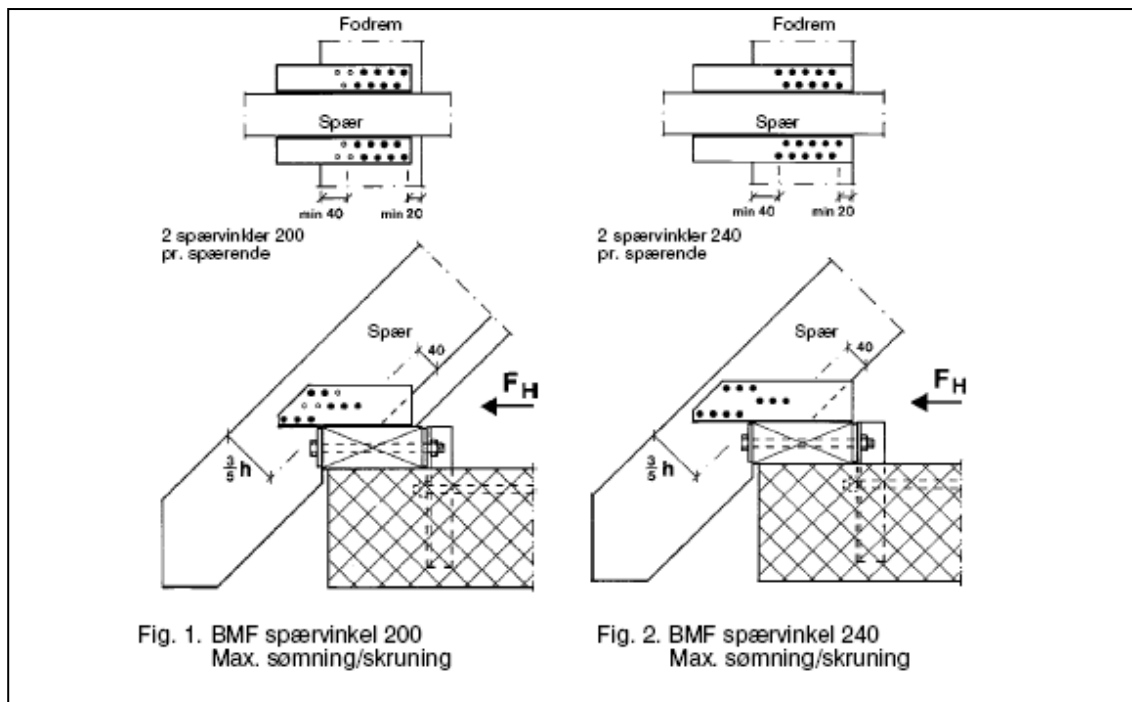 Fodrem
Spær
min 40
min 20
2 spærvinkler 200
pr. spærende
Spær
40
F H
3/5 h
Fig. 1. BMF spærvinkel 200
Max. sømning/skruning
Fodrem
Spær
min 40
min 20
2 spærvinkler 240
pr. spærende
Spær
40
F H
3/5 h
Fig. 2. BMF spærvinkel 240
Max. sømning/skruning